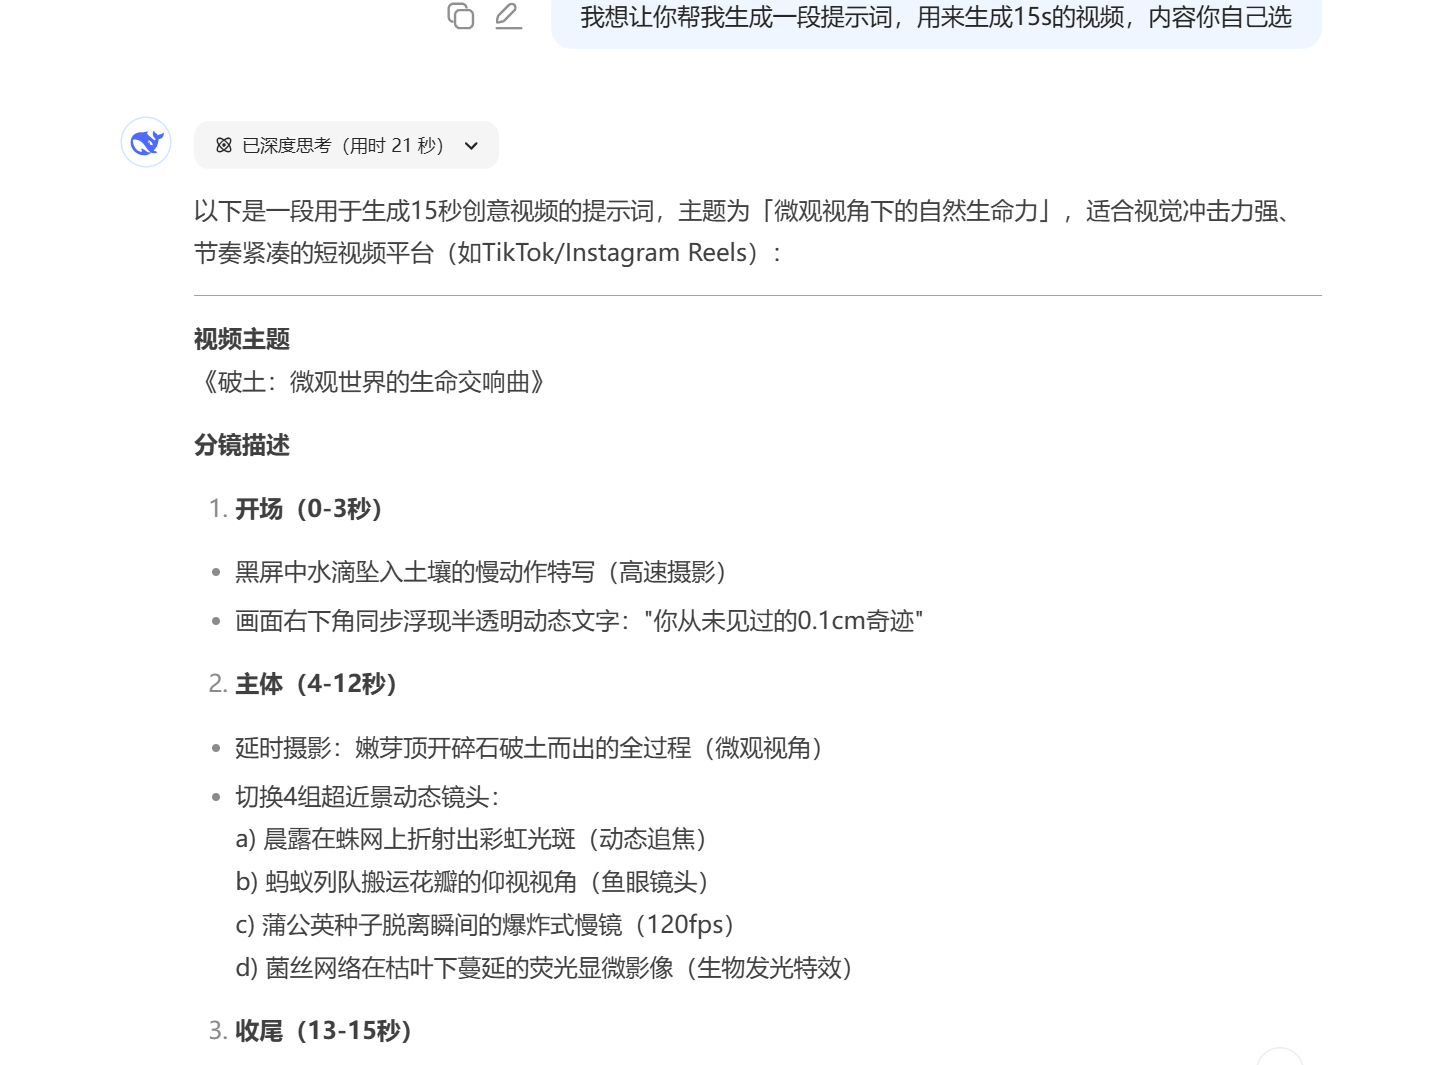 我想让你帮我生成一段提示词，用来生成15s的视频，内容你自己选
已深度思考（用时 21 秒）
以下是一段用于生成15秒创意视频的提示词，主题为「微观视角下的自然生命力」，适合视觉冲击力强、
节奏紧凑的短视频平台（如TikTok/Instagram Reels）：
视频主题
《破土：微观世界的生命交响曲》
分镜描述
1. 开场（0-3秒）
• 黑屏中水滴坠入土壤的慢动作特写（高速摄影）
• 画面右下角同步浮现半透明动态文字："你从未见过的0.1cm奇迹"
2. 主体（4-12秒）
• 延时摄影：嫩芽顶开碎石破土而出的全过程（微观视角）
• 切换4组超近景动态镜头：
a) 晨露在蛛网上折射出彩虹光斑（动态追焦）
b) 蚂蚁列队搬运花瓣的仰视视角（鱼眼镜头）
c) 蒲公英种子脱离瞬间的爆炸式慢镜（120fps）
d) 菌丝网络在枯叶下蔓延的荧光显微影像（生物发光特效）
3. 收尾（13-15秒）